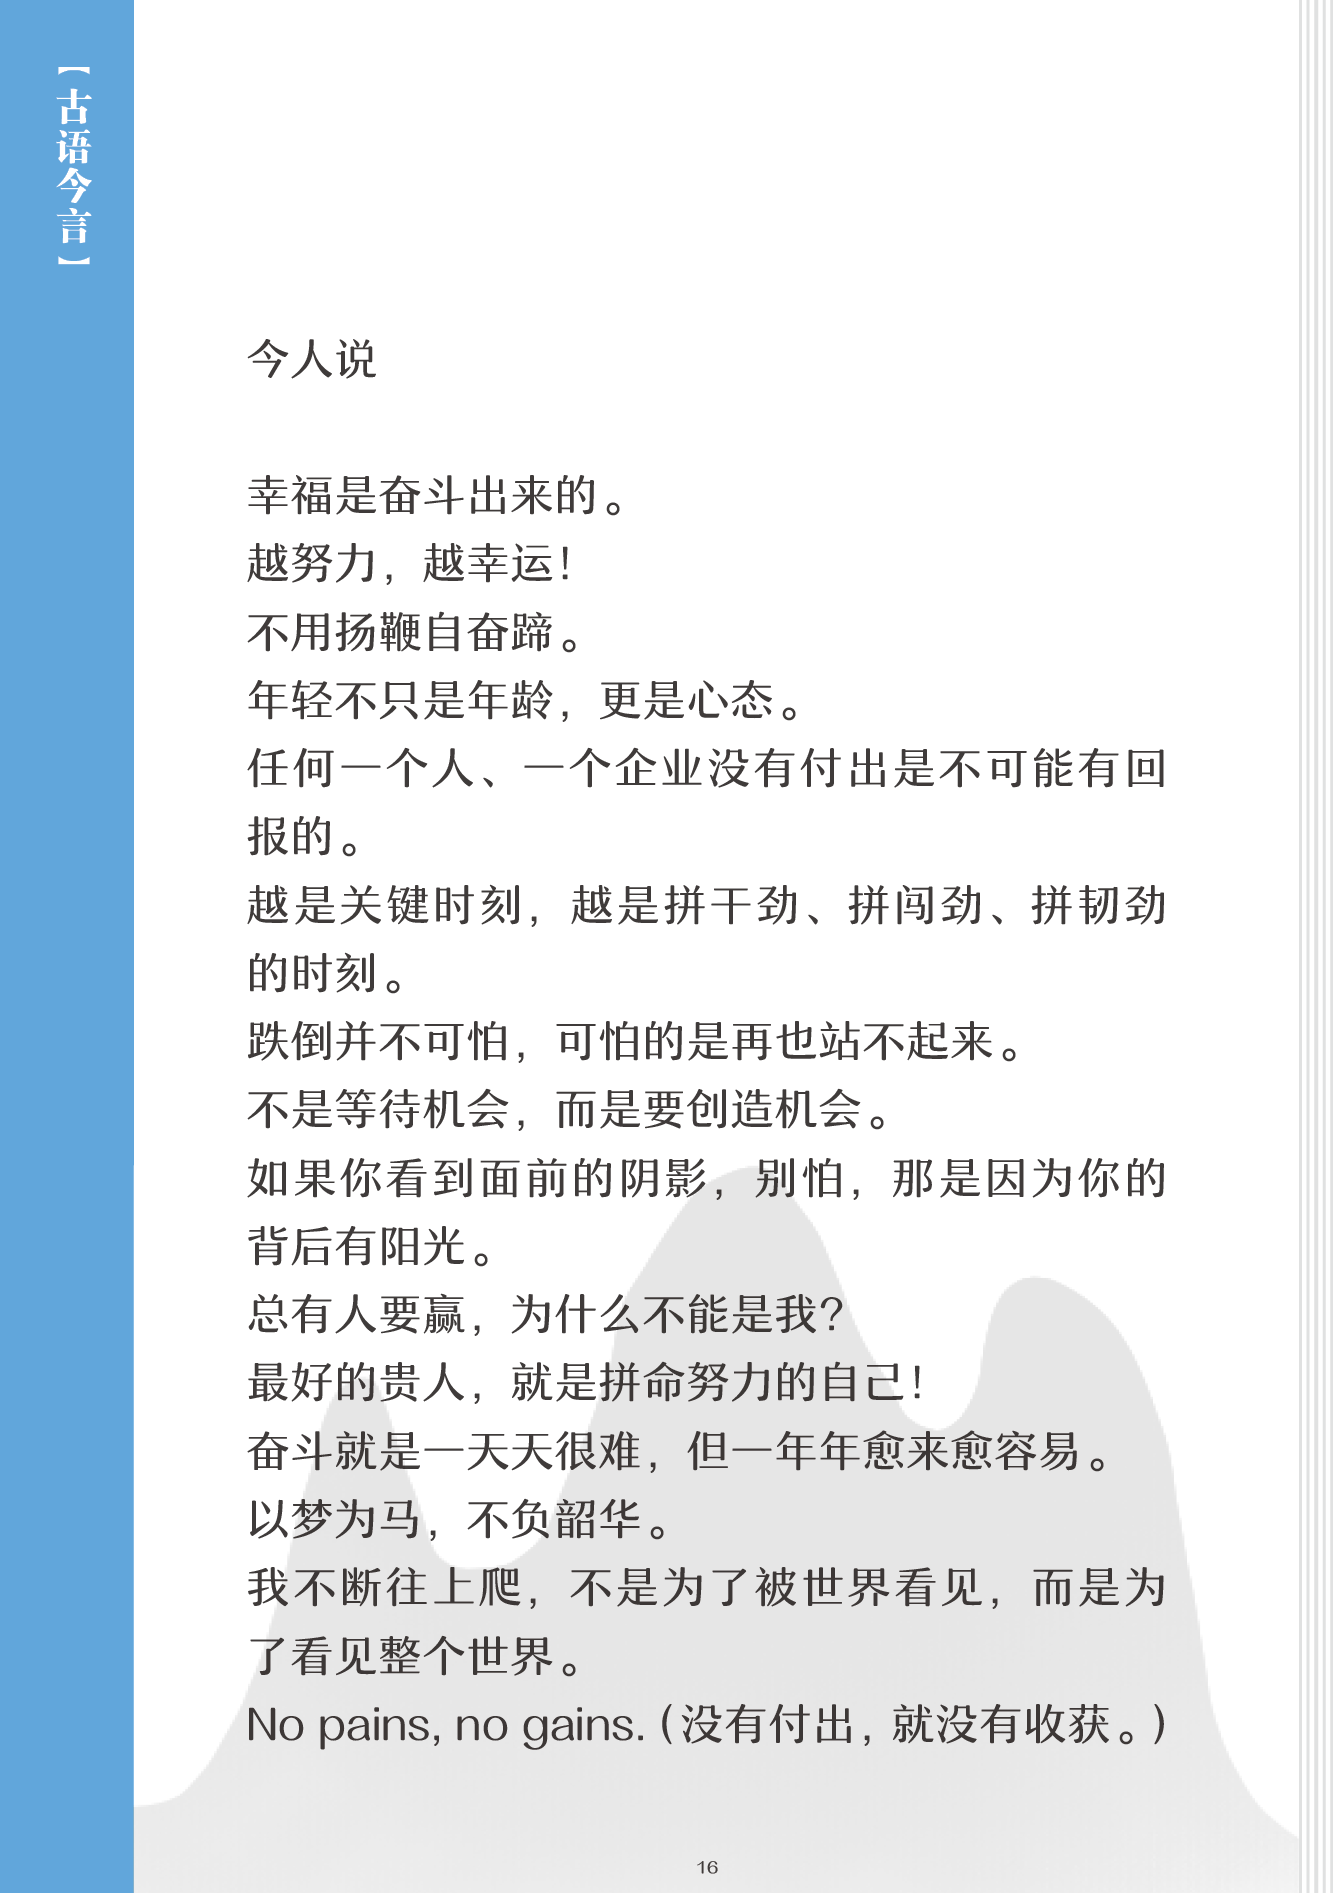 【古语今言】
今人说
幸福是奋斗出来的。
越努力，越幸运！
不用扬鞭自奋蹄。
年轻不只是年龄，更是心态。
任何一个人、一个企业没有付出是不可能有回
报的。
越是关键时刻，越是拼干劲、拼闯劲、拼韧劲
的时刻。
跌倒并不可怕，可怕的是再也站不起来。
不是等待机会，而是要创造机会。
如果你看到面前的阴影，别怕，那是因为你的
背后有阳光。
总有人要赢，为什么不能是我？
最好的贵人，就是拼命努力的自己！
奋斗就是一天天很难，但一年年愈来愈容易。
以梦为马，不负韶华。
我不断往上爬，不是为了被世界看见，而是为
了看见整个世界。
No pains, no gains.（没有付出，就没有收获。）
16